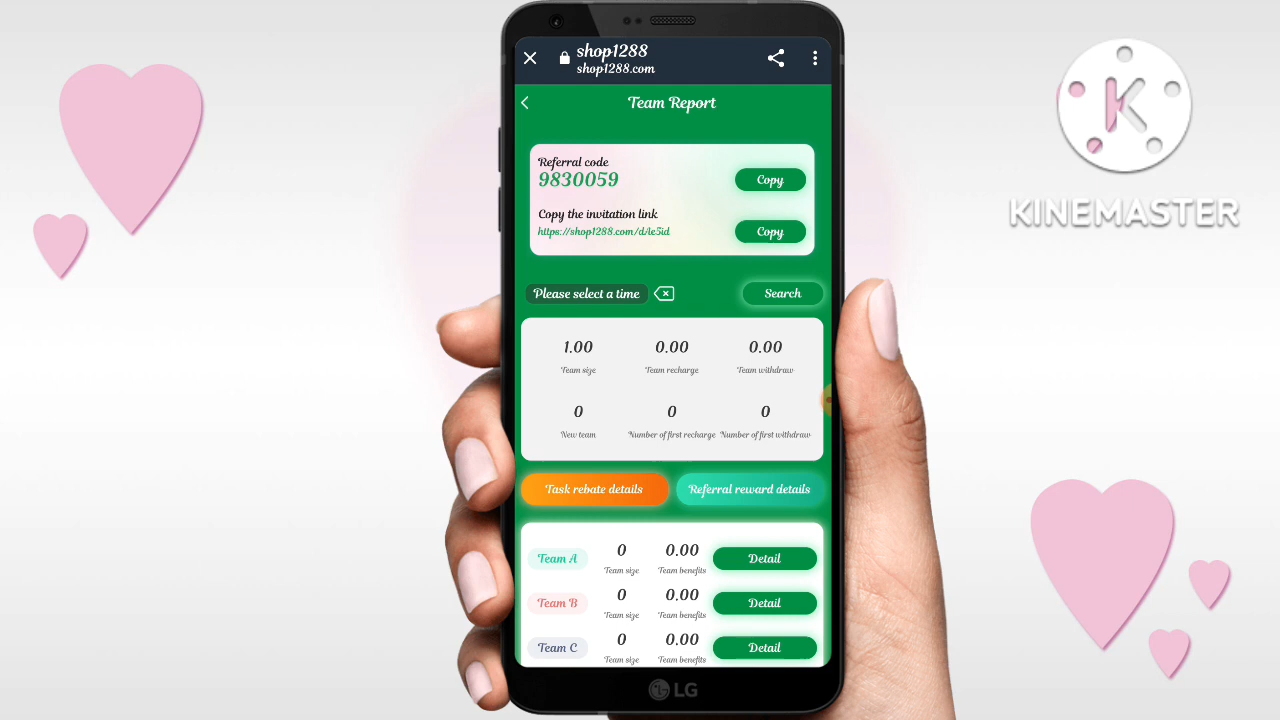 shop1288
shop1288.com
Team Report
Referral code
9830059
Copy
Copy the invitation link
https://shop1288.com/dAe5id
Copy
Please select a time
Search
1.00 0.00 0.00
Team size Team recharge Team withdraw
0 0 0
New team Number of first recharge Number of first withdraw
Task rebate details Referral reward details
Team A 0 0.00 Detail
Team size Team benefits
Team B 0 0.00 Detail
Team size Team benefits
Team C 0 0.00 Detail
Team size Team benefits
LG
K
KINEMASTER